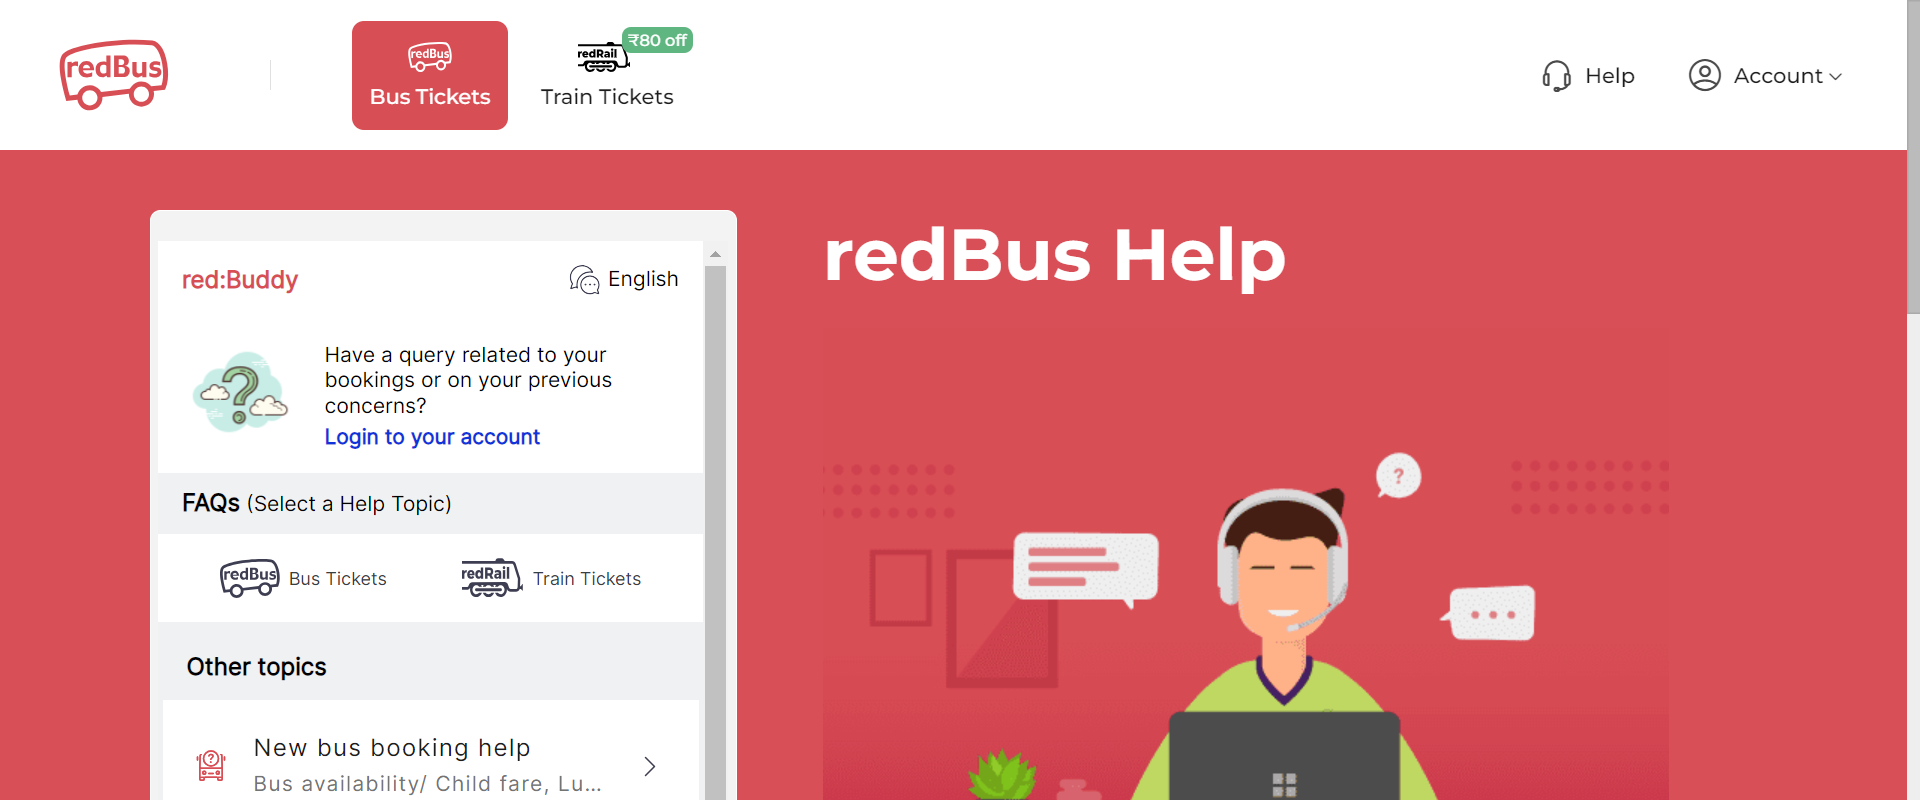 redBus
redBus
Bus Tickets
redRail
₹80 off
Train Tickets
Help
Account
red:Buddy
English
Have a query related to your
bookings or on your previous
concerns?
Login to your account
FAQs (Select a Help Topic)
redBus Bus Tickets
redRail Train Tickets
Other topics
New bus booking help
Bus availability/ Child fare, Lu...
redBus Help
?